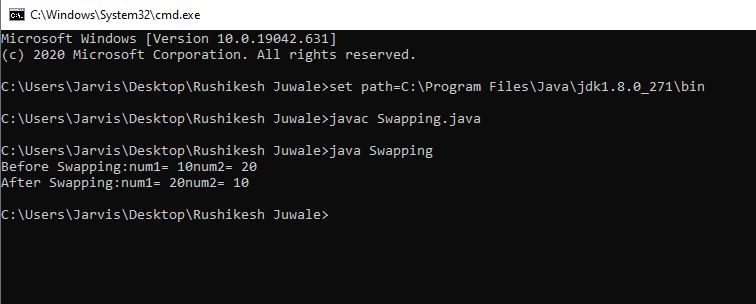 C:\Windows\System32\cmd.exe
Microsoft Windows [Version 10.0.19042.631]
(c) 2020 Microsoft Corporation. All rights reserved.
C:\Users\Jarvis\Desktop\Rushikesh Juwale>set path=C:\Program Files\Java\jdk1.8.0_271\bin
C:\Users\Jarvis\Desktop\Rushikesh Juwale>javac Swapping.java
C:\Users\Jarvis\Desktop\Rushikesh Juwale>java Swapping
Before Swapping:num1= 10num2= 20
After Swapping:num1= 20num2= 10
C:\Users\Jarvis\Desktop\Rushikesh Juwale>